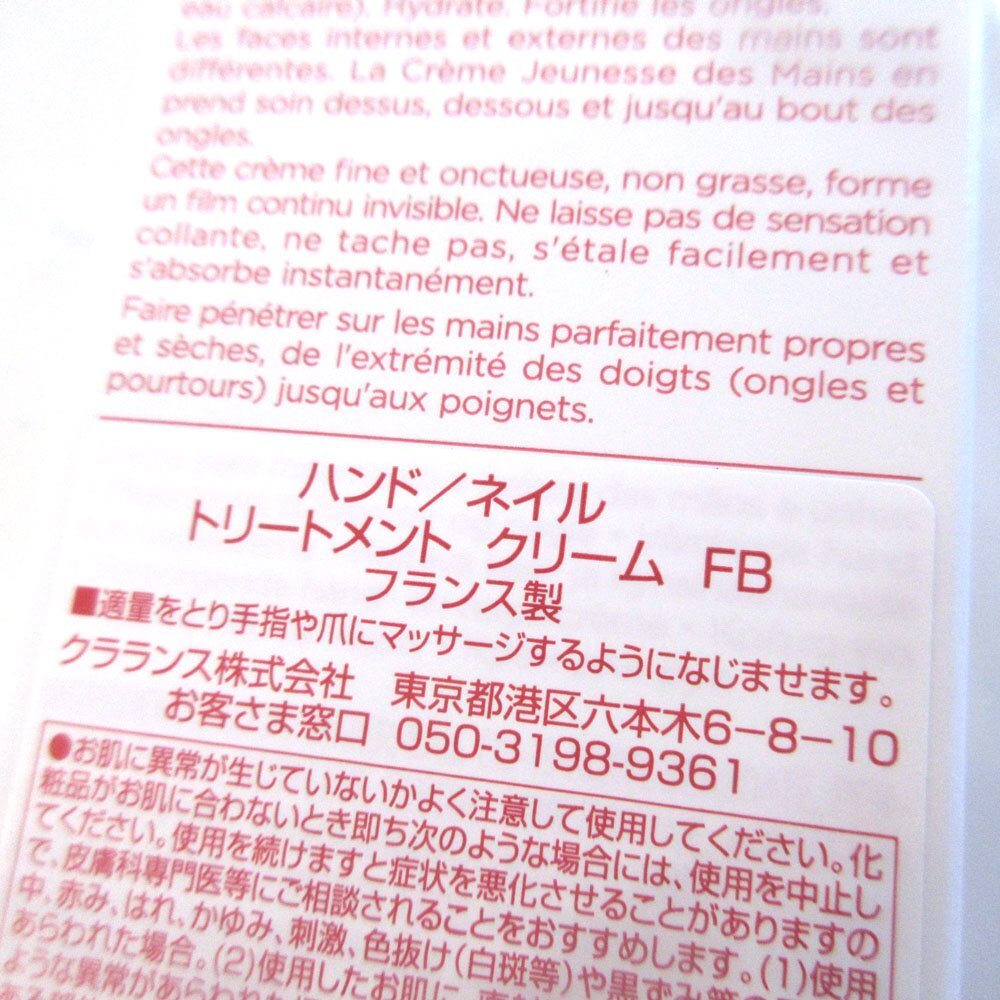 eau calcaire). Hydrate. Fortifie les ongles.
Les faces internes et externes des mains sont
différentes. La Crème Jeunesse des Mains en
prend soin dessus, dessous et jusqu'au bout des
ongles.
Cette crème fine et onctueuse, non grasse, forme
un film continu invisible. Ne laisse pas de sensation
collante, ne tache pas, s'étale facilement et
s'absorbe instantanément.
Faire pénétrer sur les mains parfaitement propres
et sèches, de l'extrémité des doigts (ongles et
pourtours) jusqu'aux poignets.
ハンド／ネイル
トリートメント クリーム FB
フランス製
■適量をとり手指や爪にマッサージするようになじませます。
クラランス株式会社 東京都港区六本木6－8－10
お客さま窓口 050-3198-9361
●お肌に異常が生じていないかよく注意して使用してください。化
粧品がお肌に合わないとき即ち次のような場合には、使用を中止し
てください。使用を続けますと症状を悪化させることがありますの
で、皮膚科専門医等にご相談されることをおすすめします。(1)使用
中、赤み、はれ、かゆみ、刺激、色抜け(白斑等)や黒ずみ等の
あらわれた場合。(2)使用したお肌に、
ような異常があらわれた場